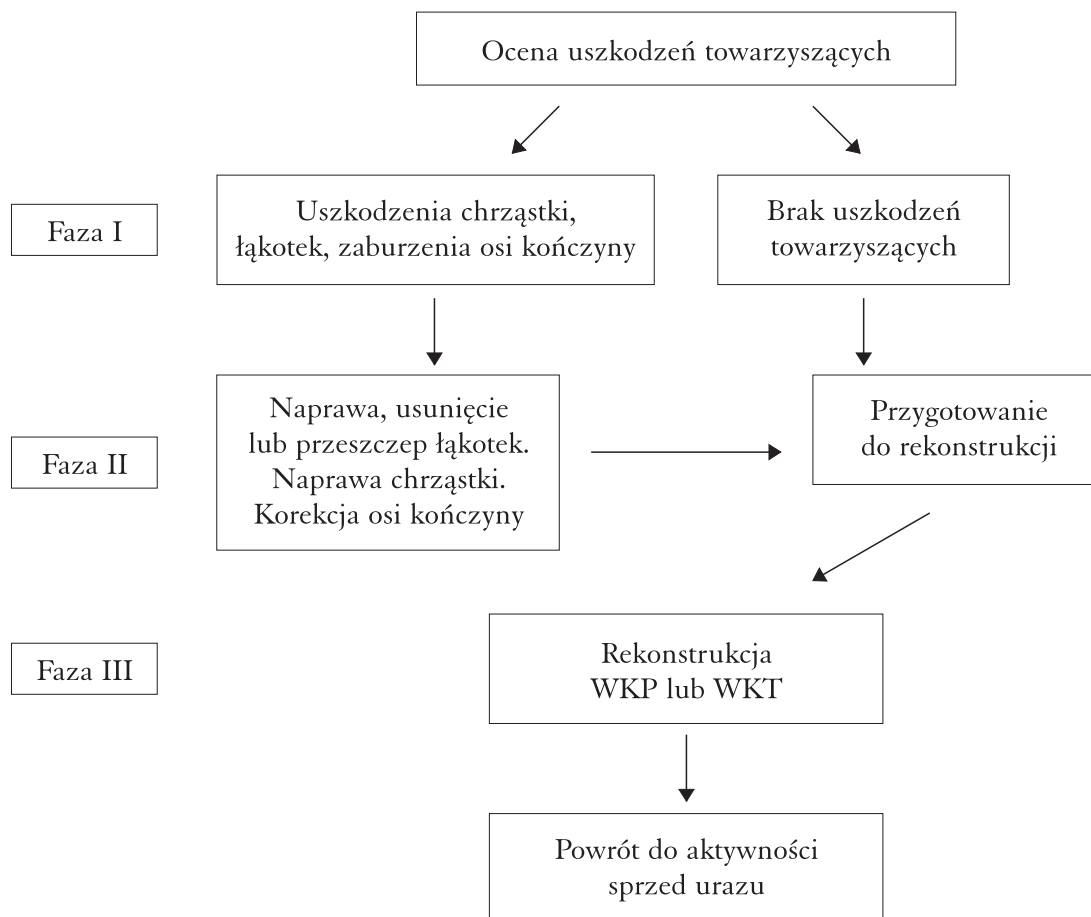 Ocena uszkodzeń towarzyszących
Faza I
Uszkodzenia chrząstki,
łąkotek, zaburzenia osi kończyny
Brak uszkodzeń
towarzyszących
Faza II
Naprawa, usunięcie
lub przeszczep łąkotek.
Naprawa chrząstki.
Korekcja osi kończyny
Przygotowanie
do rekonstrukcji
Faza III
Rekonstrukcja
WKP lub WKT
Powrót do aktywności
sprzed urazu